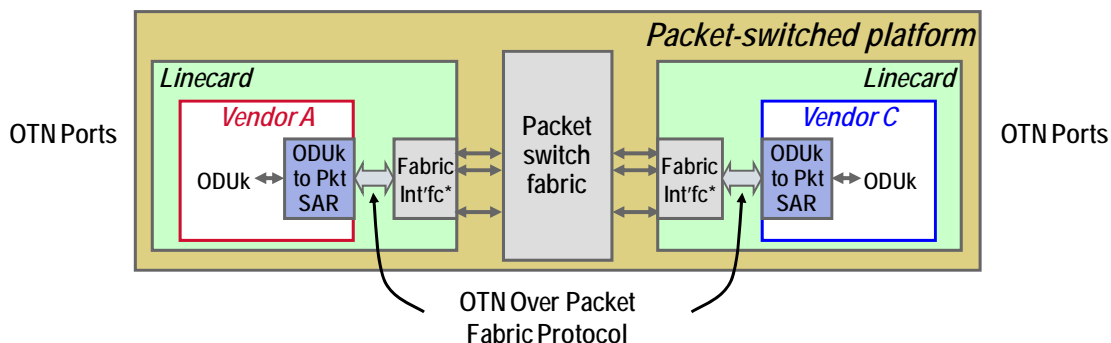 Packet-switched platform
Linecard
Linecard
Vendor A
Vendor C
OTN Ports
OTN Ports
ODUk
ODUk
to Pkt
SAR
Fabric
Int'fc*
Packet
switch
fabric
Fabric
Int'fc*
ODUk
to Pkt
SAR
ODUk
OTN Over Packet
Fabric Protocol